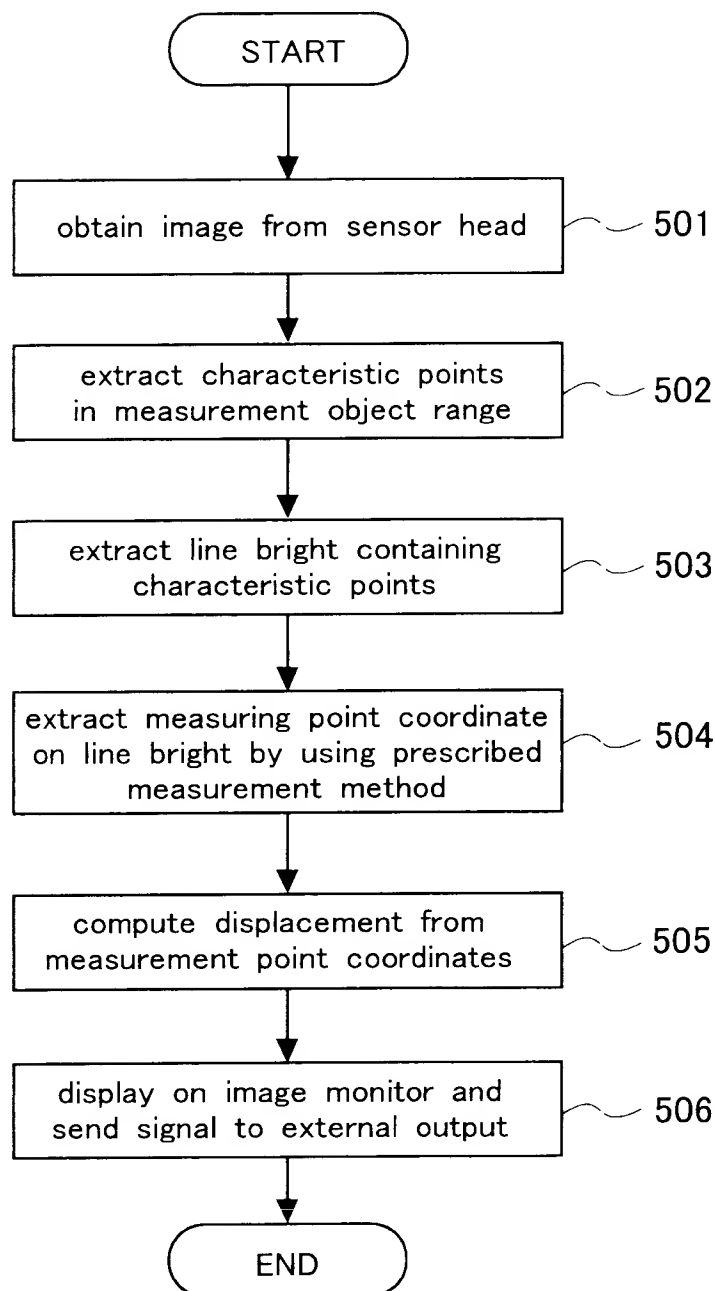 START
obtain image from sensor head
501
extract characteristic points
in measurement object range
502
extract line bright containing
characteristic points
503
extract measuring point coordinate
on line bright by using prescribed
measurement method
504
compute displacement from
measurement point coordinates
505
display on image monitor and
send signal to external output
506
END